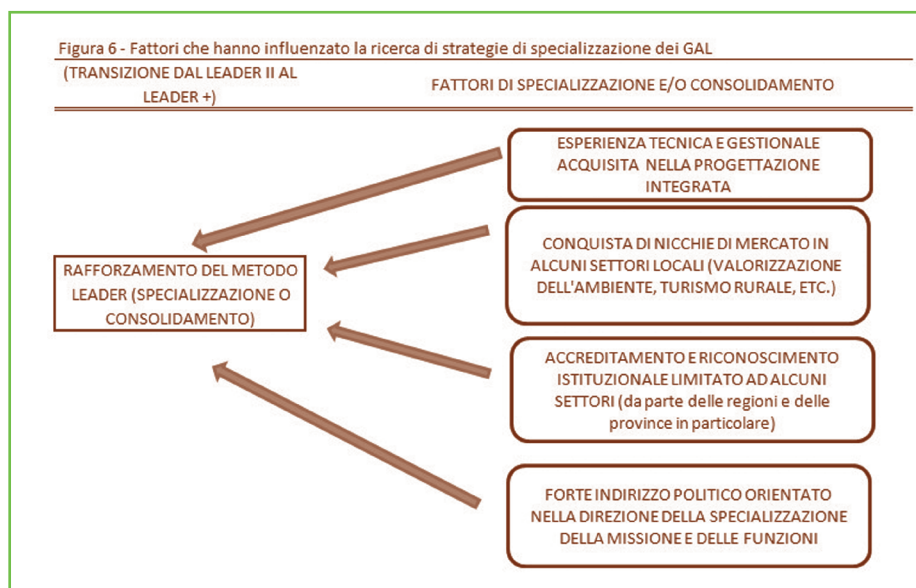 Figura 6 - Fattori che hanno influenzato la ricerca di strategie di specializzazione dei GAL
(TRANSIZIONE DAL LEADER II AL
LEADER +)
FATTORI DI SPECIALIZZAZIONE E/O CONSOLIDAMENTO
ESPERIENZA TECNICA E GESTIONALE
ACQUISITA NELLA PROGETTAZIONE
INTEGRATA
RAFFORZAMENTO DEL METODO
LEADER (SPECIALIZZAZIONE O
CONSOLIDAMENTO)
CONQUISTA DI NICCHIE DI MERCATO IN
ALCUNI SETTORI LOCALI (VALORIZZAZIONE
DELL'AMBIENTE, TURISMO RURALE, ETC.)
ACCREDITAMENTO E RICONOSCIMENTO
ISTITUZIONALE LIMITATO AD ALCUNI
SETTORI (da parte delle regioni e delle
province in particolare)
FORTE INDIRIZZO POLITICO ORIENTATO
NELLA DIREZIONE DELLA SPECIALIZZAZIONE
DELLA MISSIONE E DELLE FUNZIONI